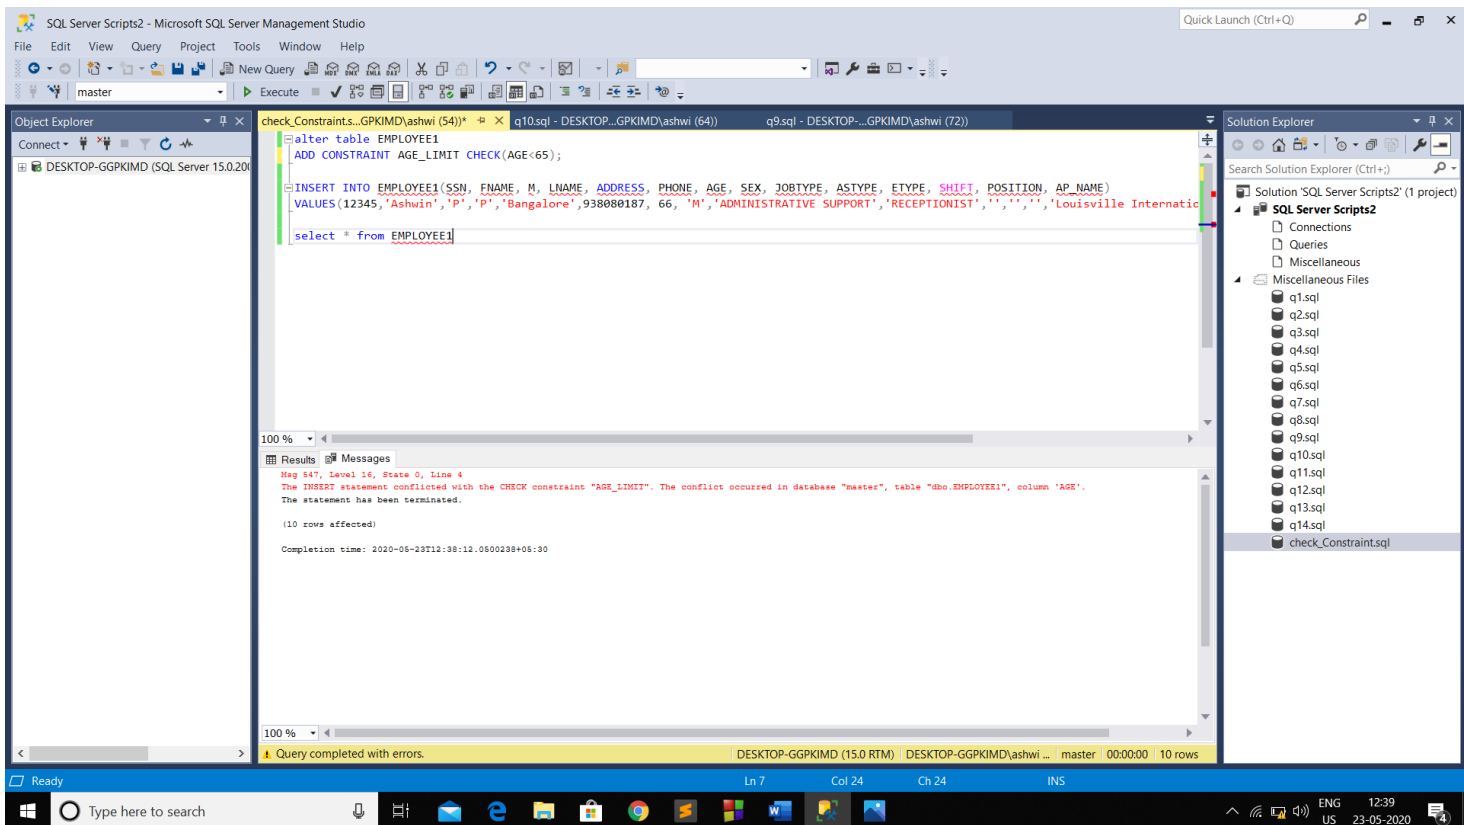 SQL Server Scripts2 - Microsoft SQL Server Management Studio
Quick Launch (Ctrl+Q)
File Edit View Query Project Tools Window Help
New Query MDX DMX XMLA DAX
master Execute
Object Explorer
Connect
DESKTOP-GGPKIMD (SQL Server 15.0.200
check_Constraint.s...GPKIMD\ashwi (54))* q10.sql - DESKTOP...GPKIMD\ashwi (64)) q9.sql - DESKTOP-...GPKIMD\ashwi (72))
alter table EMPLOYEE1
ADD CONSTRAINT AGE_LIMIT CHECK(AGE<65);
INSERT INTO EMPLOYEE1(SSN, FNAME, M, LNAME, ADDRESS, PHONE, AGE, SEX, JOBTYPE, ASTYPE, ETYPE, SHIFT, POSITION, AP_NAME)
VALUES(12345,'Ashwin','P','P','Bangalore',938080187, 66, 'M','ADMINISTRATIVE SUPPORT','RECEPTIONIST','','','','Louisville Internatic
select * from EMPLOYEE1
100 %
Results Messages
Msg 547, Level 16, State 0, Line 4
The INSERT statement conflicted with the CHECK constraint "AGE_LIMIT". The conflict occurred in database "master", table "dbo.EMPLOYEE1", column 'AGE'.
The statement has been terminated.
(10 rows affected)
Completion time: 2020-05-23T12:38:12.0500238+05:30
100 %
Query completed with errors. DESKTOP-GGPKIMD (15.0 RTM) DESKTOP-GGPKIMD\ashwi ... master 00:00:00 10 rows
Solution Explorer
Search Solution Explorer (Ctrl+;)
Solution 'SQL Server Scripts2' (1 project)
SQL Server Scripts2
Connections
Queries
Miscellaneous
Miscellaneous Files
q1.sql
q2.sql
q3.sql
q4.sql
q5.sql
q6.sql
q7.sql
q8.sql
q9.sql
q10.sql
q11.sql
q12.sql
q13.sql
q14.sql
check_Constraint.sql
Ready Ln 7 Col 24 Ch 24 INS
Type here to search
ENG
US
12:39
23-05-2020
4